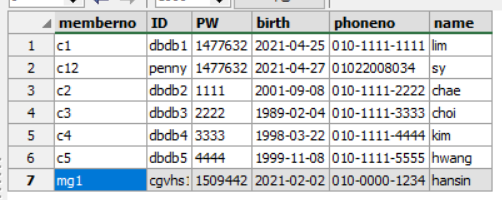 memberno ID PW birth phoneno name
1 c1 dbdb1 1477632 2021-04-25 010-1111-1111 lim
2 c12 penny 1477632 2021-04-27 01022008034 sy
3 c2 dbdb2 1111 2001-09-08 010-1111-2222 chae
4 c3 dbdb3 2222 1989-02-04 010-1111-3333 choi
5 c4 dbdb4 3333 1998-03-22 010-1111-4444 kim
6 c5 dbdb5 4444 1999-11-08 010-1111-5555 hwang
7 mg1 1509442 2021-02-02 010-0000-1234 hansin